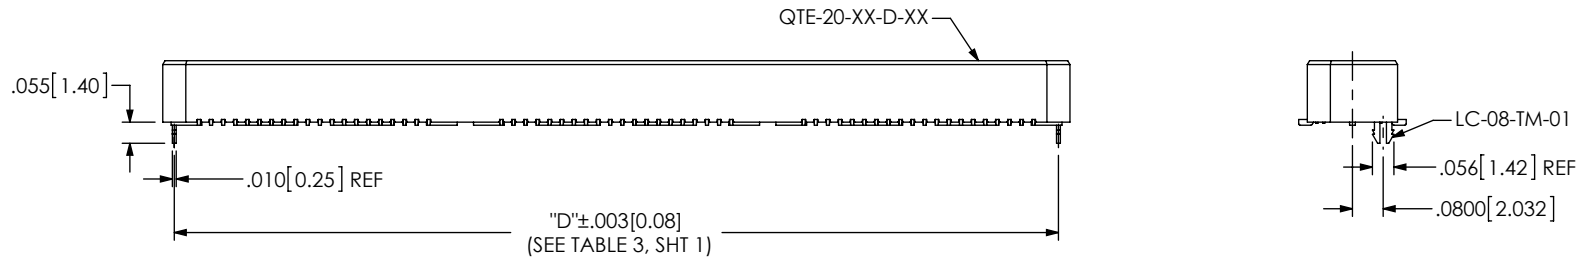 QTE-20-XX-D-XX
.055[1.40]
LC-08-TM-01
.056[1.42] REF
.010[0.25] REF
.0800[2.032]
"D"±.003[0.08]
(SEE TABLE 3, SHT 1)